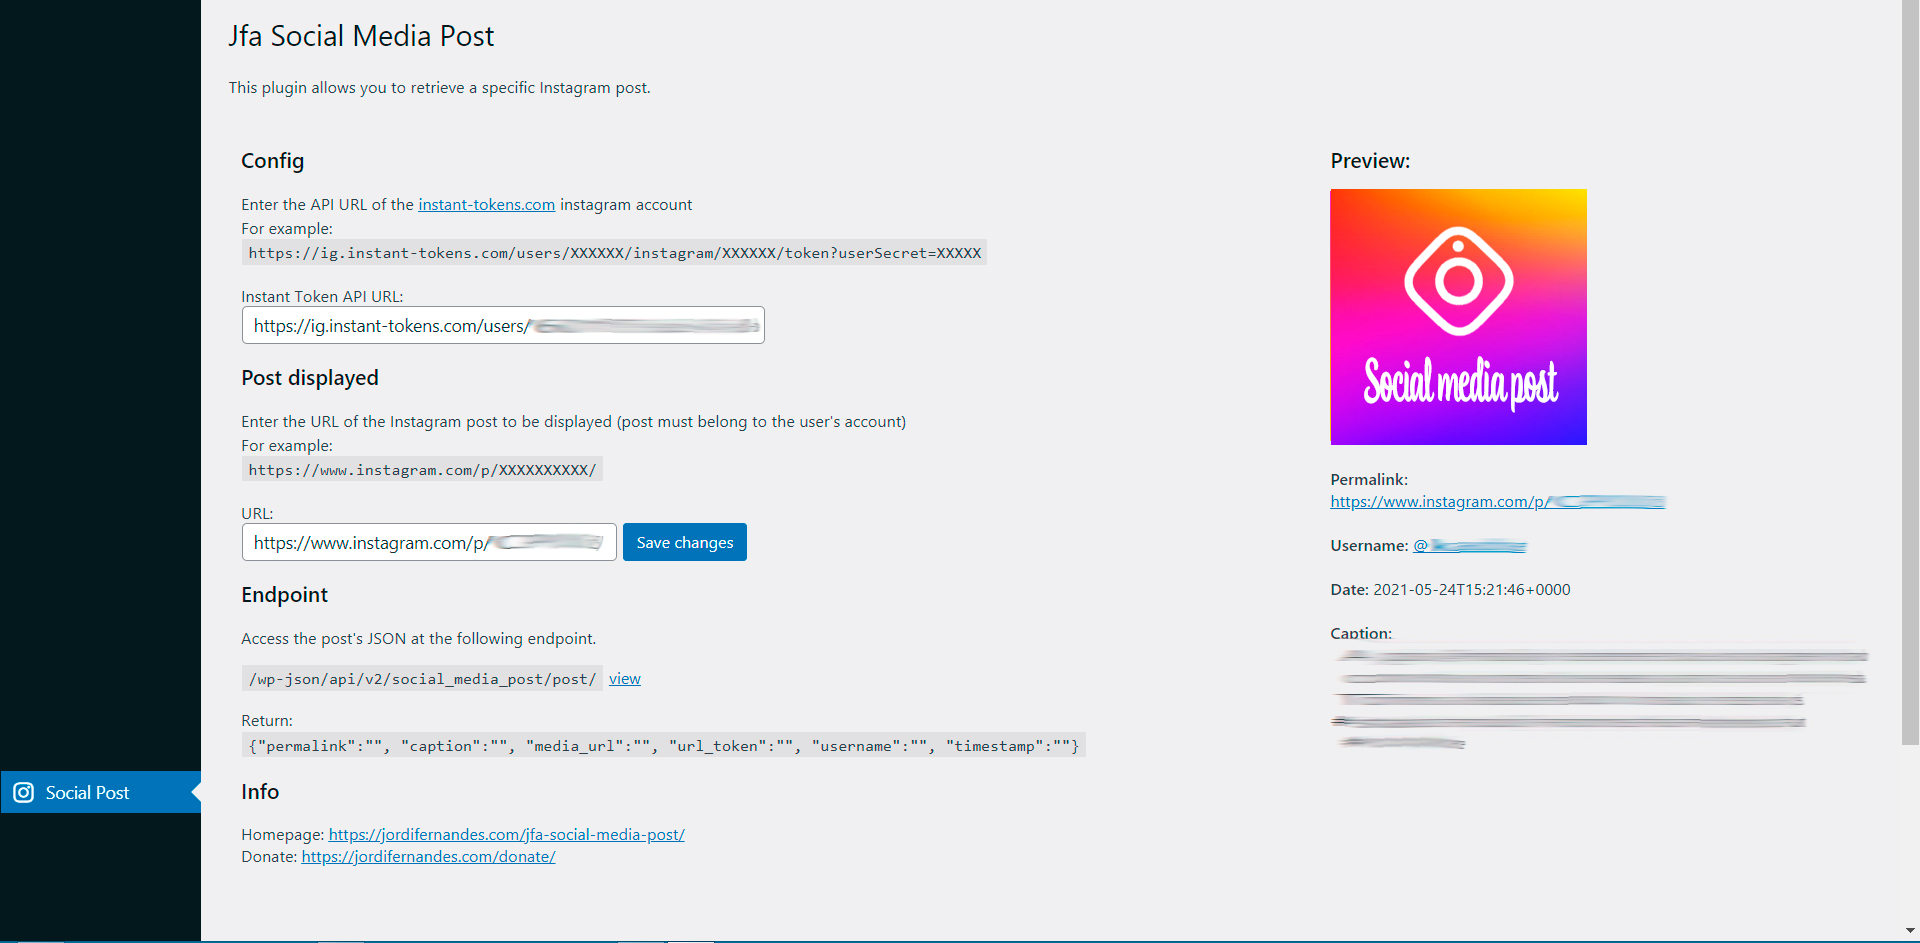 Jfa Social Media Post
This plugin allows you to retrieve a specific Instagram post.
Config
Enter the API URL of the instant-tokens.com instagram account
For example:
https://ig.instant-tokens.com/users/XXXXXX/instagram/XXXXXX/token?userSecret=XXXXX
Instant Token API URL:
https://ig.instant-tokens.com/users/
Post displayed
Enter the URL of the Instagram post to be displayed (post must belong to the user's account)
For example:
https://www.instagram.com/p/XXXXXXXXXX/
URL:
https://www.instagram.com/p/
Save changes
Endpoint
Access the post's JSON at the following endpoint.
/wp-json/api/v2/social_media_post/post/ view
Return:
{"permalink":"", "caption":"", "media_url":"", "url_token":"", "username":"", "timestamp":""}
Social Post
Info
Homepage: https://jordifernandes.com/jfa-social-media-post/
Donate: https://jordifernandes.com/donate/
Preview:
Social media post
Permalink:
https://www.instagram.com/p/
Username: @
Date: 2021-05-24T15:21:46+0000
Caption: